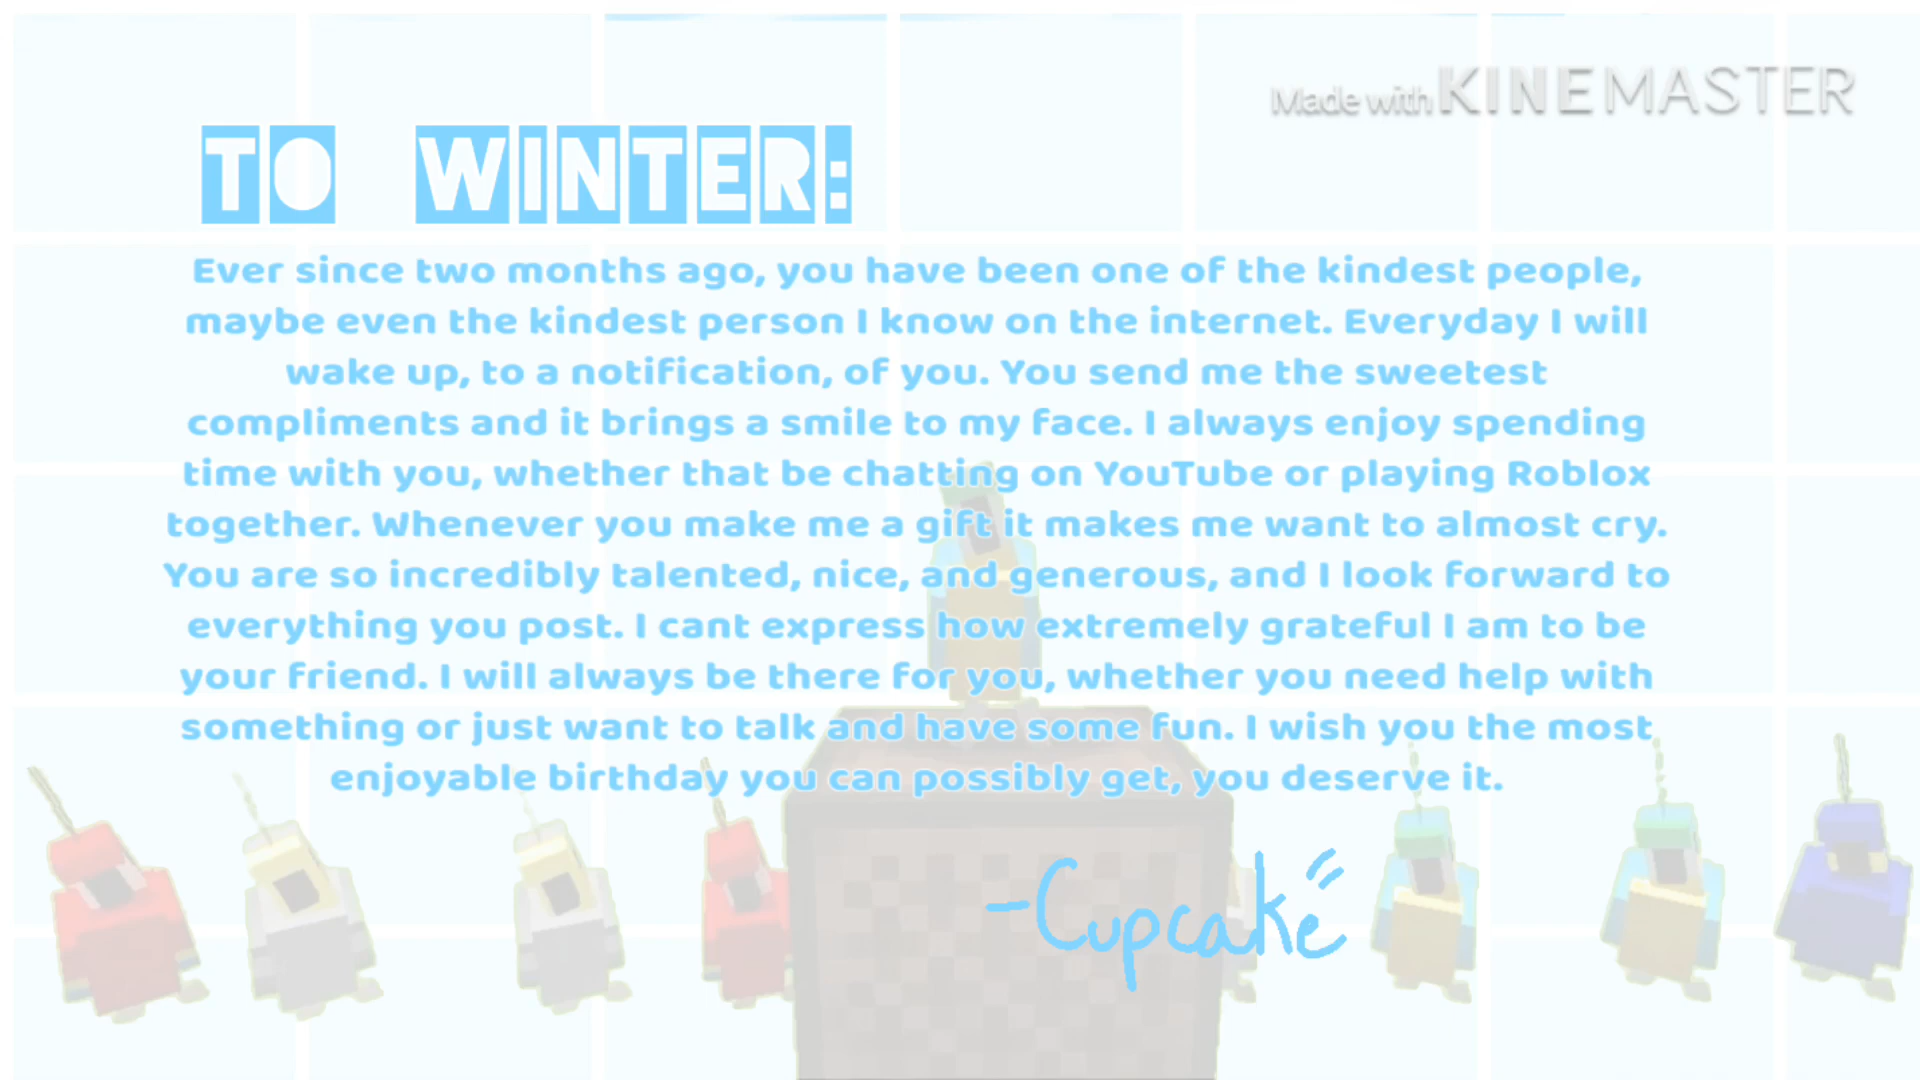 Made with KINEMASTER
TO WINTER:
Ever since two months ago, you have been one of the kindest people,
maybe even the kindest person I know on the internet. Everyday I will
wake up, to a notification, of you. You send me the sweetest
compliments and it brings a smile to my face. I always enjoy spending
time with you, whether that be chatting on YouTube or playing Roblox
together. Whenever you make me a gift it makes me want to almost cry.
You are so incredibly talented, nice, and generous, and I look forward to
everything you post. I cant express how extremely grateful I am to be
your friend. I will always be there for you, whether you need help with
something or just want to talk and have some fun. I wish you the most
enjoyable birthday you can possibly get, you deserve it.
-Cupcake